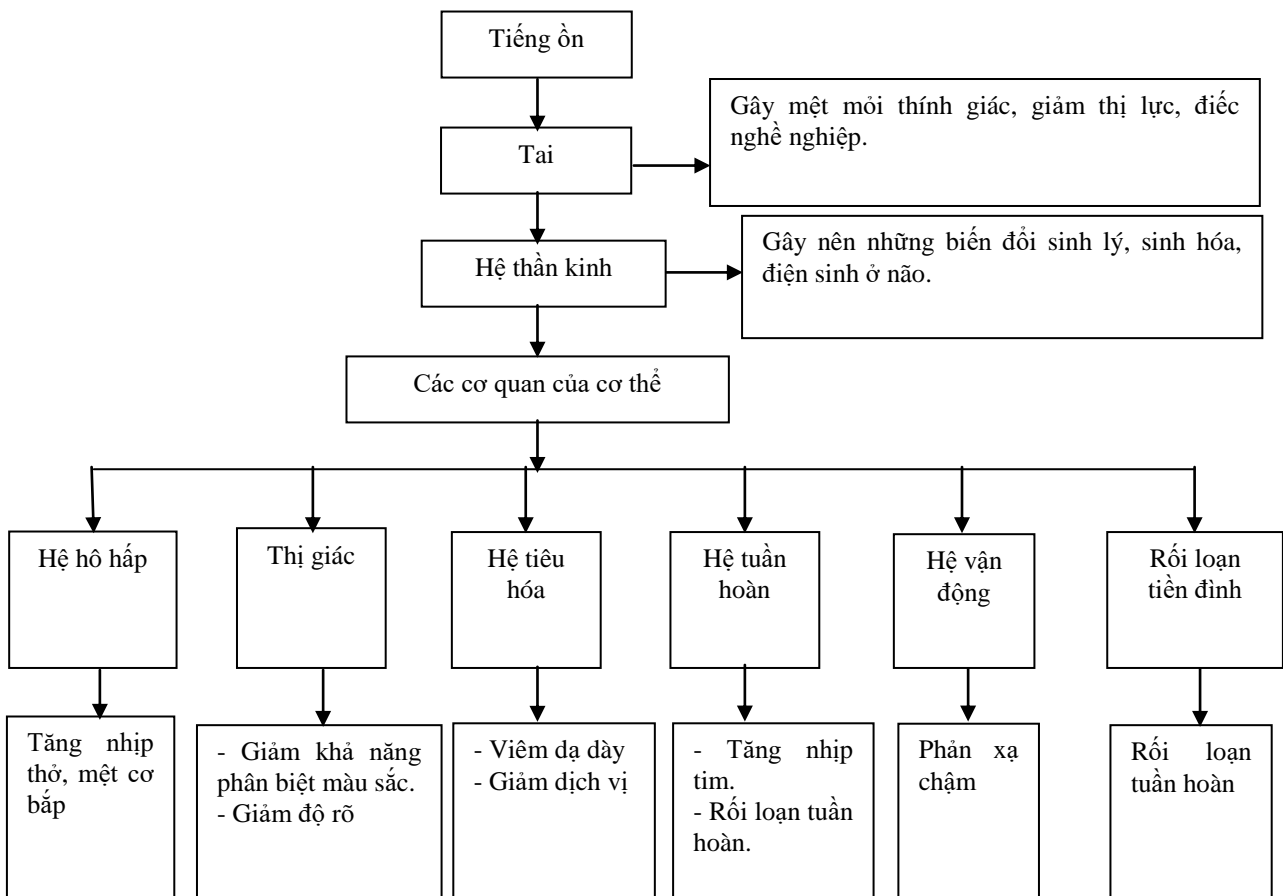 Tiếng ồn
Gây mệt mỏi thính giác, giảm thị lực, điếc
nghề nghiệp.
Tai
Gây nên những biến đổi sinh lý, sinh hóa,
điện sinh ở não.
Hệ thần kinh
Các cơ quan của cơ thể
Hệ hô hấp
Thị giác
Hệ tiêu
hóa
Hệ tuần
hoàn
Hệ vận
động
Rối loạn
tiền đình
Tăng nhịp
thở, mệt cơ
bắp
- Giảm khả năng
phân biệt màu sắc.
- Giảm độ rõ
- Viêm dạ dày
- Giảm dịch vị
- Tăng nhịp
tim.
- Rối loạn tuần
hoàn.
Phản xạ
chậm
Rối loạn
tuần hoàn